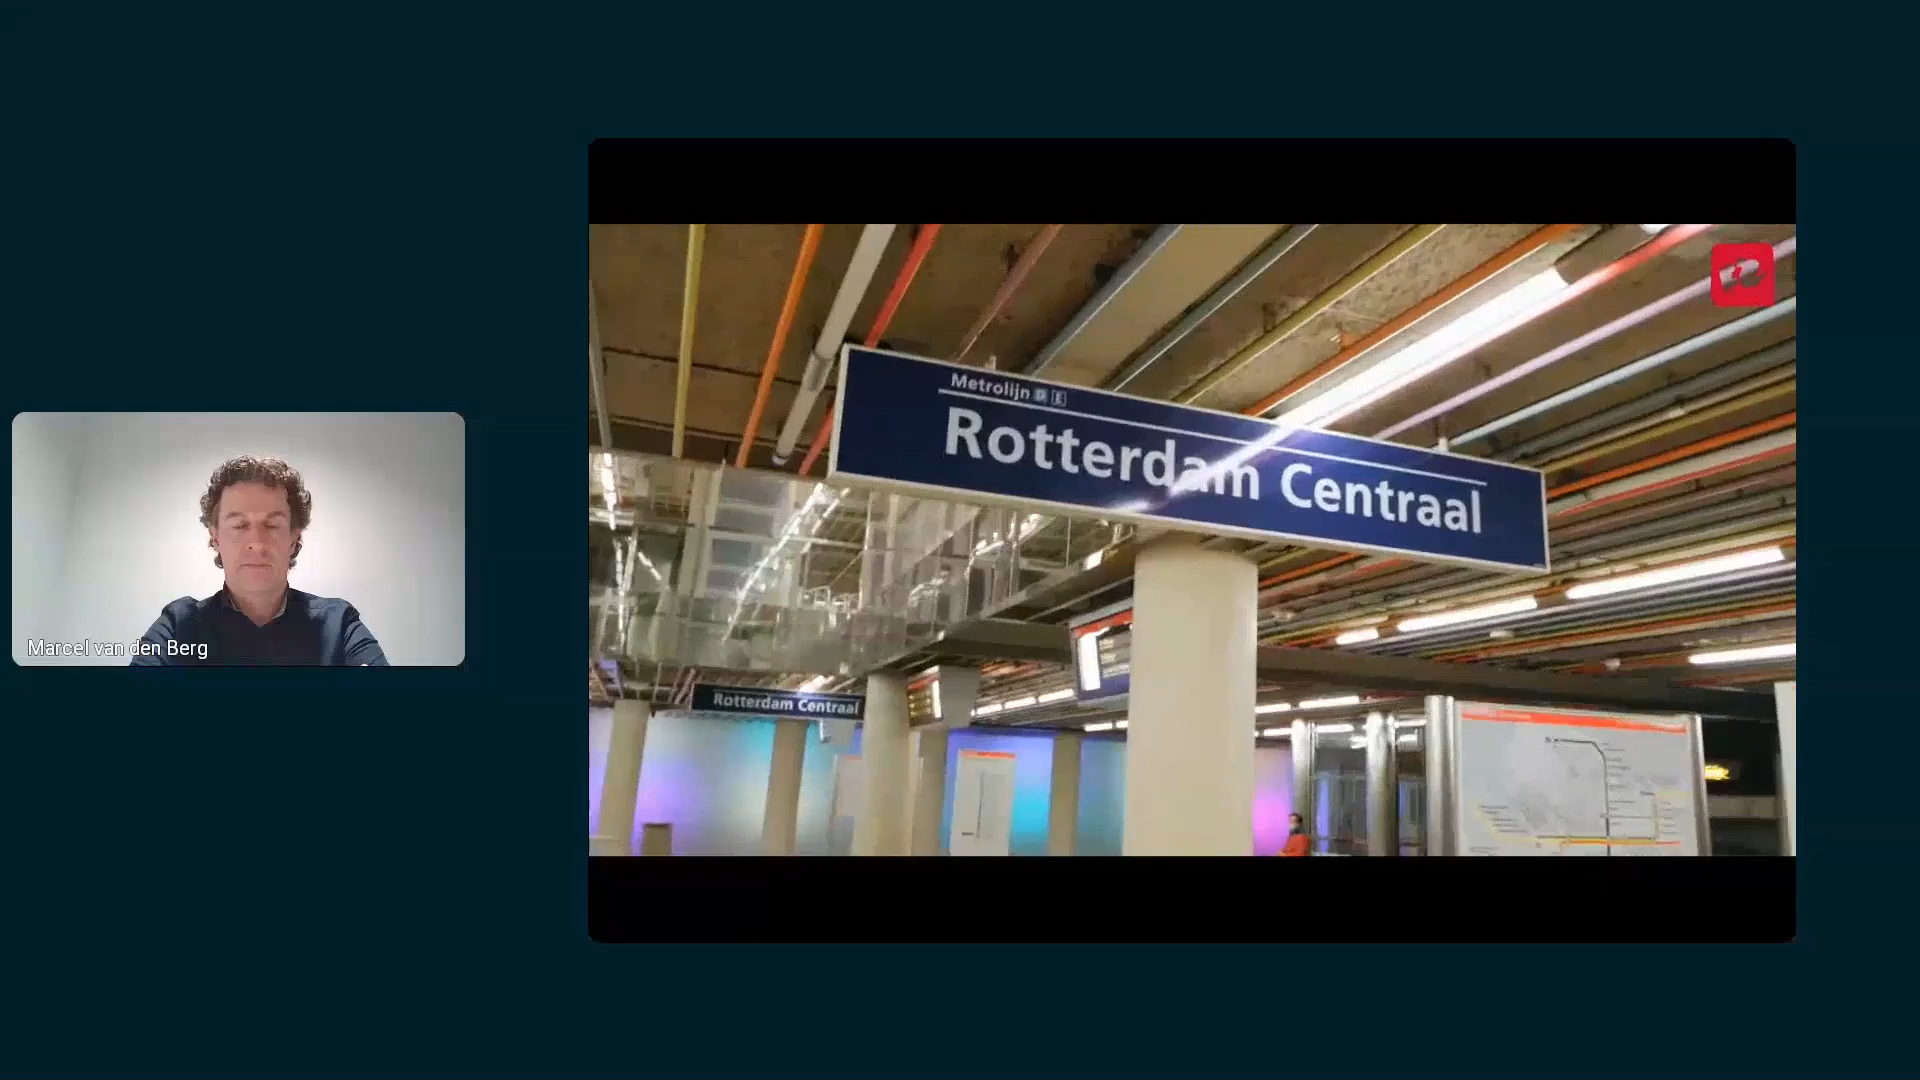 Marcel van den Berg
Metrolijn D E
Rotterdam Centraal
Rotterdam Centraal